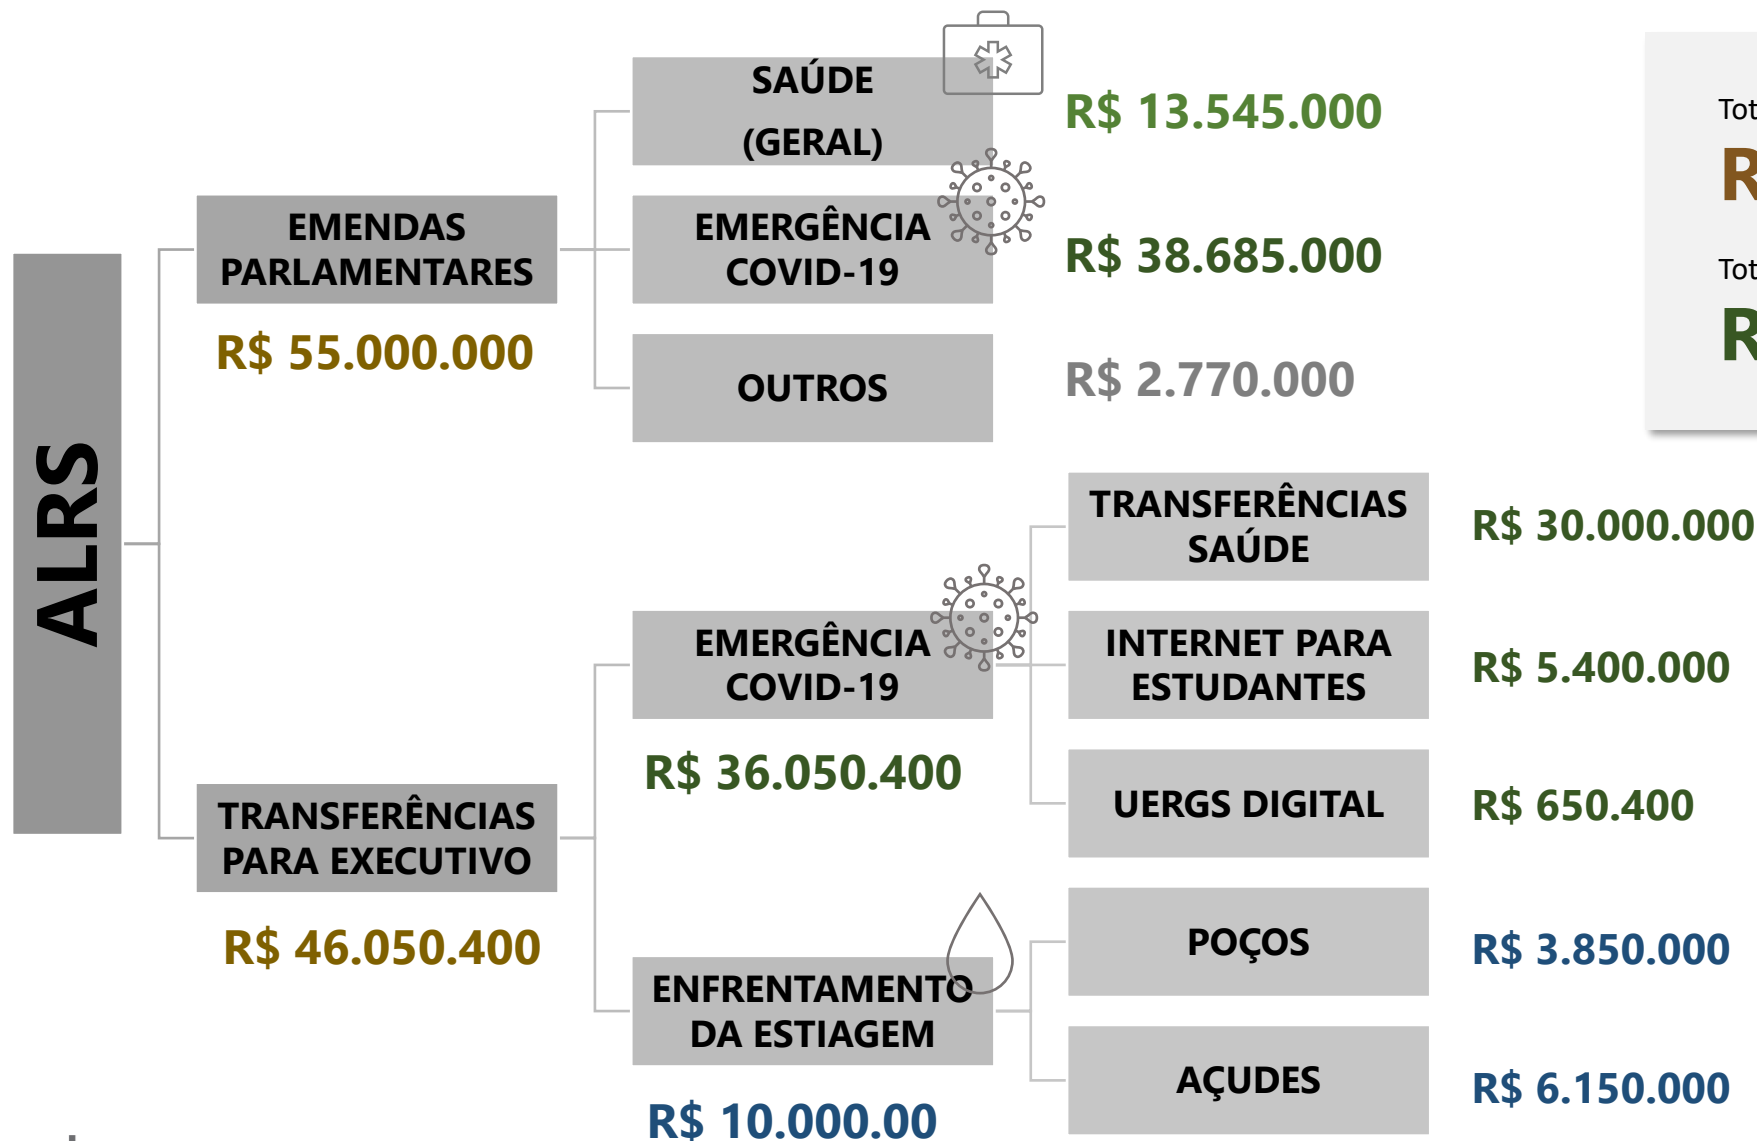 ALRS
EMENDAS
PARLAMENTARES
R$ 55.000.000
SAÚDE
(GERAL)
R$ 13.545.000
EMERGÊNCIA
COVID-19
R$ 38.685.000
OUTROS
R$ 2.770.000
TRANSFERÊNCIAS
PARA EXECUTIVO
R$ 46.050.400
EMERGÊNCIA
COVID-19
R$ 36.050.400
TRANSFERÊNCIAS
SAÚDE
R$ 30.000.000
INTERNET PARA
ESTUDANTES
R$ 5.400.000
UERGS DIGITAL
R$ 650.400
ENFRENTAMENTO
DA ESTIAGEM
R$ 10.000.00
POÇOS
R$ 3.850.000
AÇUDES
R$ 6.150.000
Tot
R
Tot
R